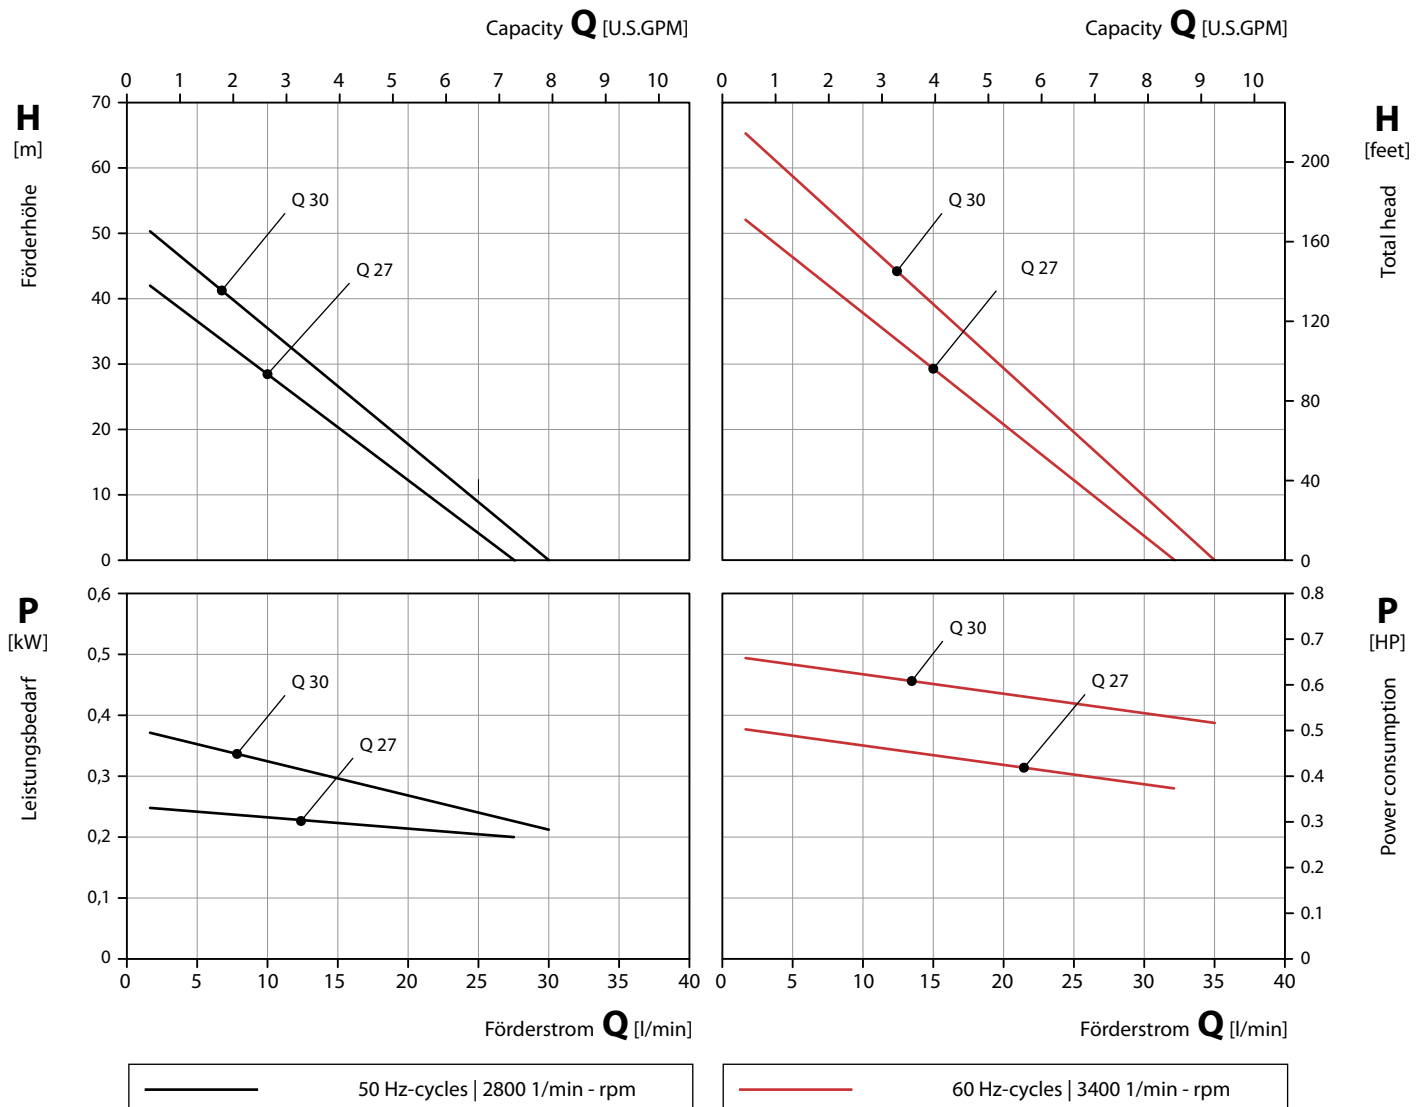 Capacity Q [U.S.GPM]
Capacity Q [U.S.GPM]
0 1 2 3 4 5 6 7 8 9 10
0 1 2 3 4 5 6 7 8 9 10
H
[m]
Förderhöhe
70
60
50
40
30
20
10
0
Q 30
Q 27
Q 30
Q 27
H
[feet]
Total head
200
160
120
80
40
0
P
[kW]
Leistungsbedarf
0,6
0,5
0,4
0,3
0,2
0,1
0
Q 30
Q 27
Q 30
Q 27
P
[HP]
Power consumption
0.8
0.7
0.6
0.5
0.4
0.3
0.2
0.1
0
0 5 10 15 20 25 30 35 40
0 5 10 15 20 25 30 35 40
Förderstrom Q [l/min]
Förderstrom Q [l/min]
50 Hz-cycles | 2800 1/min - rpm
60 Hz-cycles | 3400 1/min - rpm